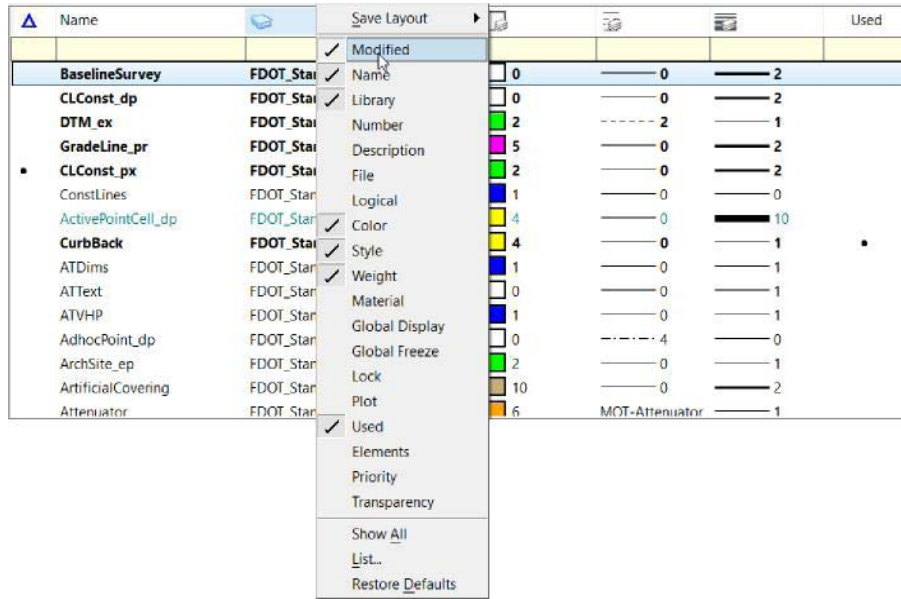 Name Save Layout Used
Modified
BaselineSurvey FDOT_Star Name 0 0 2
CLConst_dp FDOT_Star Library 0 0 2
DTM_ex FDOT_Star Number 2 2 1
GradeLine_pr FDOT_Star Description 5 0 2
CLConst_px FDOT_Star File 2 0 2
ConstLines FDOT_Star Logical 1 0 0
ActivePointCell_dp FDOT_Star Color 4 0 10
CurbBack FDOT_Star Style 4 0 1
ATDims FDOT_Star Weight 1 0 1
ATText FDOT_Star Material 0 0 1
ATVHP FDOT_Star Global Display 1 0 1
AdhocPoint_dp FDOT_Star Global Freeze 0 4 0
ArchSite_ep FDOT_Star Lock 2 0 1
ArtificialCovering FDOT_Star Plot 10 0 2
Attenuator FDOT_Star Used 6 MOT-Attenuator 1
Elements
Priority
Transparency
Show All
List...
Restore Defaults